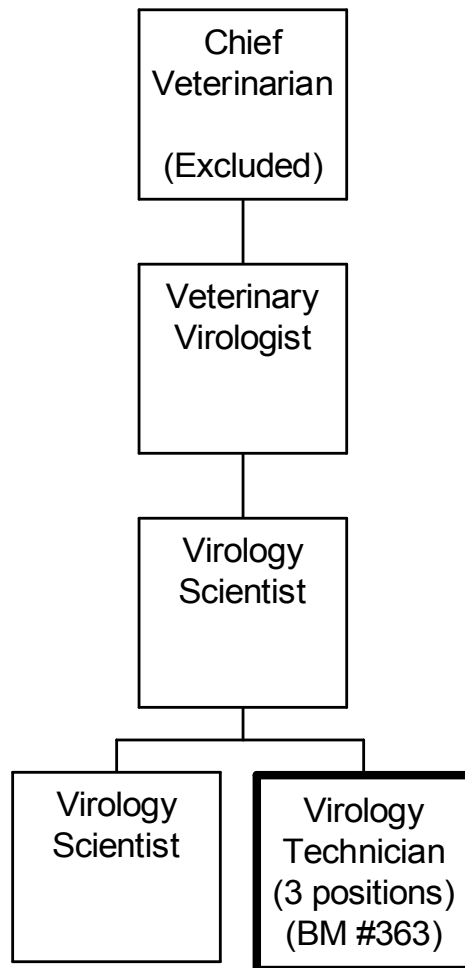 Chief
Veterinarian
(Excluded)
Veterinary
Virologist
Virology
Scientist
Virology
Scientist
Virology
Technician
(3 positions)
(BM #363)